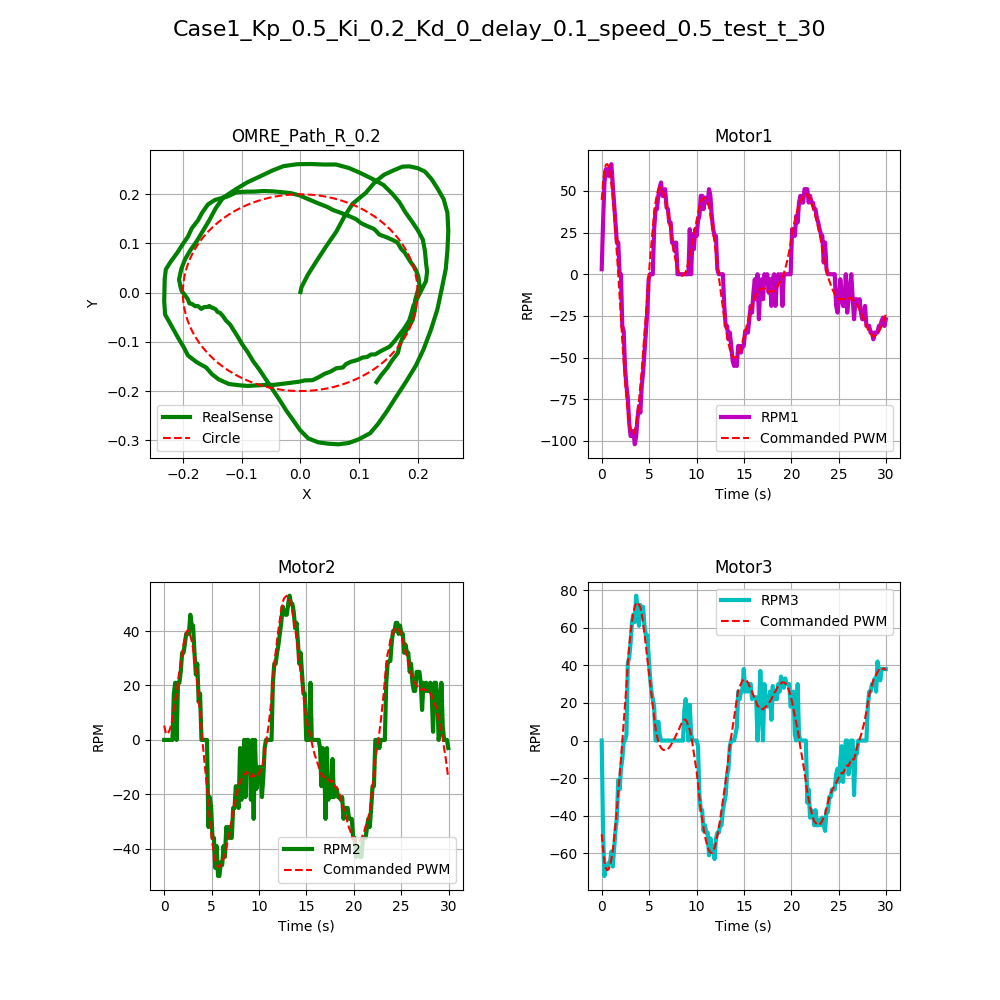 Case1_Kp_0.5_Ki_0.2_Kd_0_delay_0.1_speed_0.5_test_t_30
OMRE_Path_R_0.2
0.2
0.1
0.0
−0.1
−0.2
−0.3
Y
RealSense
Circle
−0.2 −0.1 0.0 0.1 0.2
X
Motor1
50
25
0
−25
−50
−75
−100
RPM
RPM1
Commanded PWM
0 5 10 15 20 25 30
Time (s)
Motor2
40
20
0
−20
−40
RPM
RPM2
Commanded PWM
0 5 10 15 20 25 30
Time (s)
Motor3
80
60
40
20
0
−20
−40
−60
RPM
RPM3
Commanded PWM
0 5 10 15 20 25 30
Time (s)